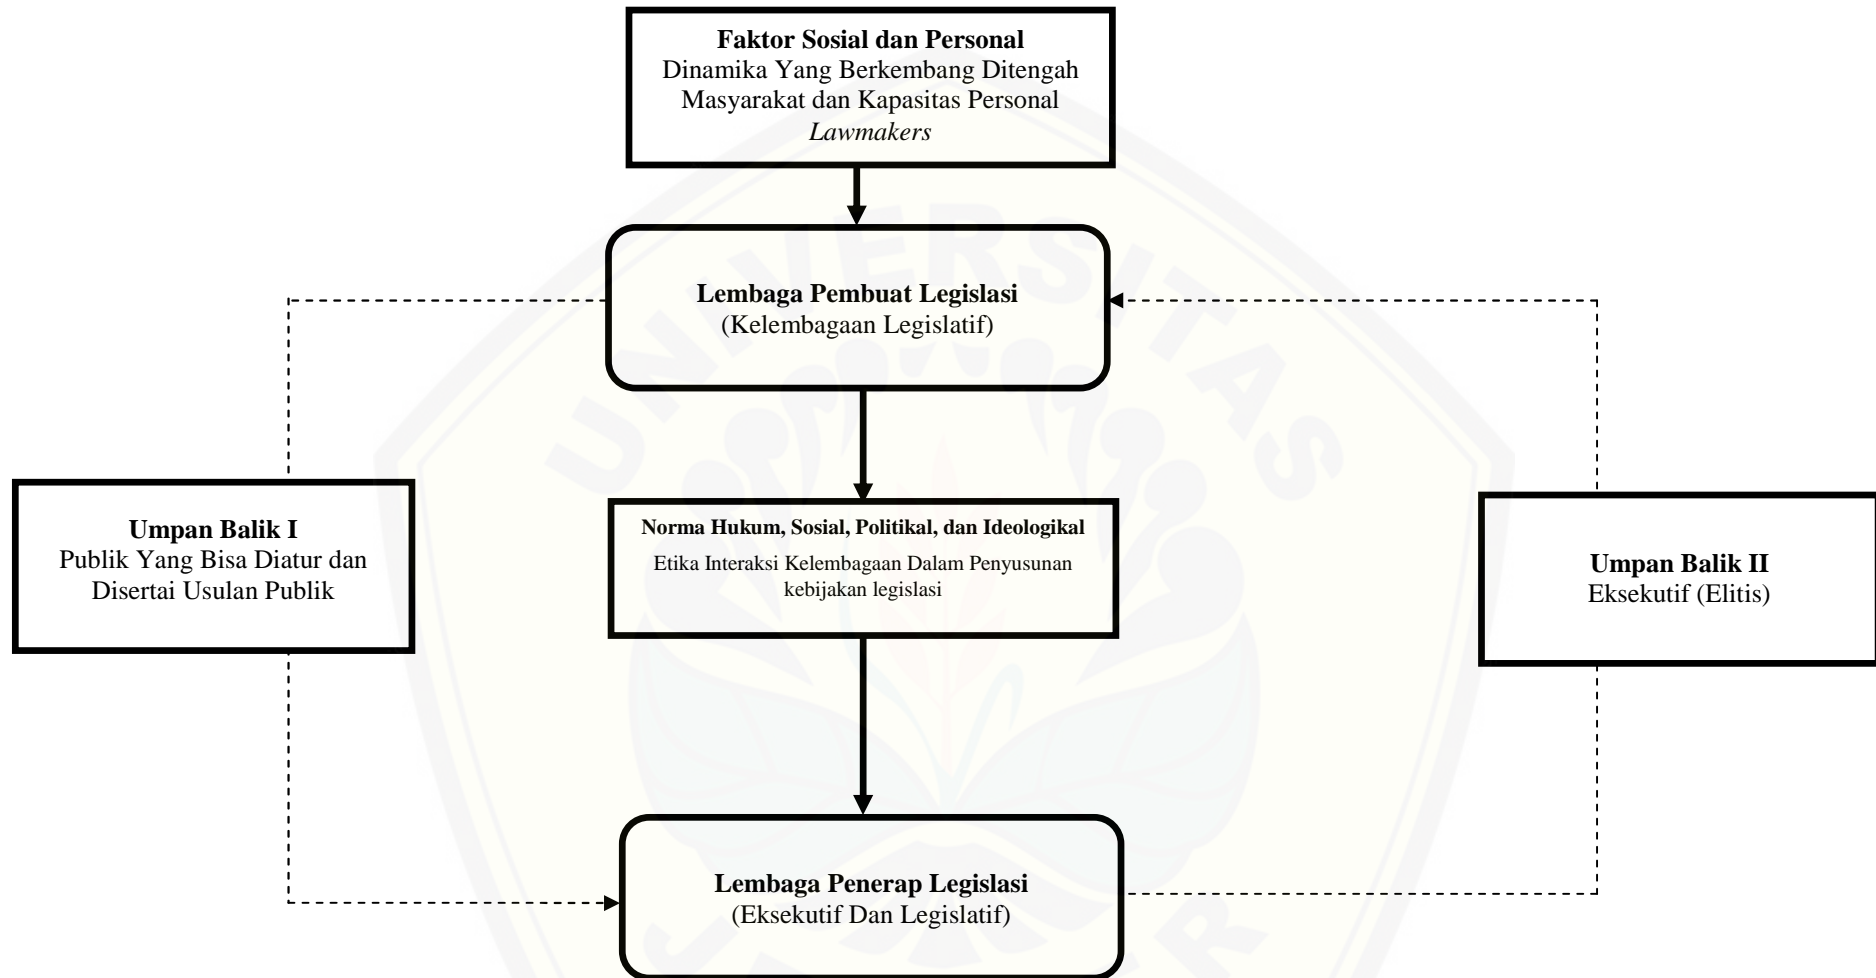 Faktor Sosial dan Personal
Dinamika Yang Berkembang Ditengah
Masyarakat dan Kapasitas Personal
Lawmakers
Lembaga Pembuat Legislasi
(Kelembagaan Legislatif)
Umpan Balik I
Publik Yang Bisa Diatur dan
Disertai Usulan Publik
Norma Hukum, Sosial, Politikal, dan Ideologikal
Etika Interaksi Kelembagaan Dalam Penyusunan
kebijakan legislasi
Umpan Balik II
Eksekutif (Elitis)
Lembaga Penerap Legislasi
(Eksekutif Dan Legislatif)
UNIVERSITAS